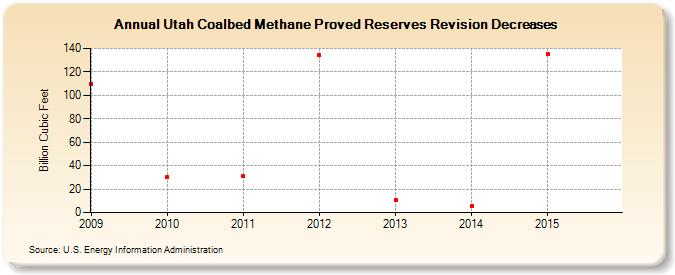 Annual Utah Coalbed Methane Proved Reserves Revision Decreases
Billion Cubic Feet
140
120
100
80
60
40
20
0
2009 2010 2011 2012 2013 2014 2015
Source: U.S. Energy Information Administration